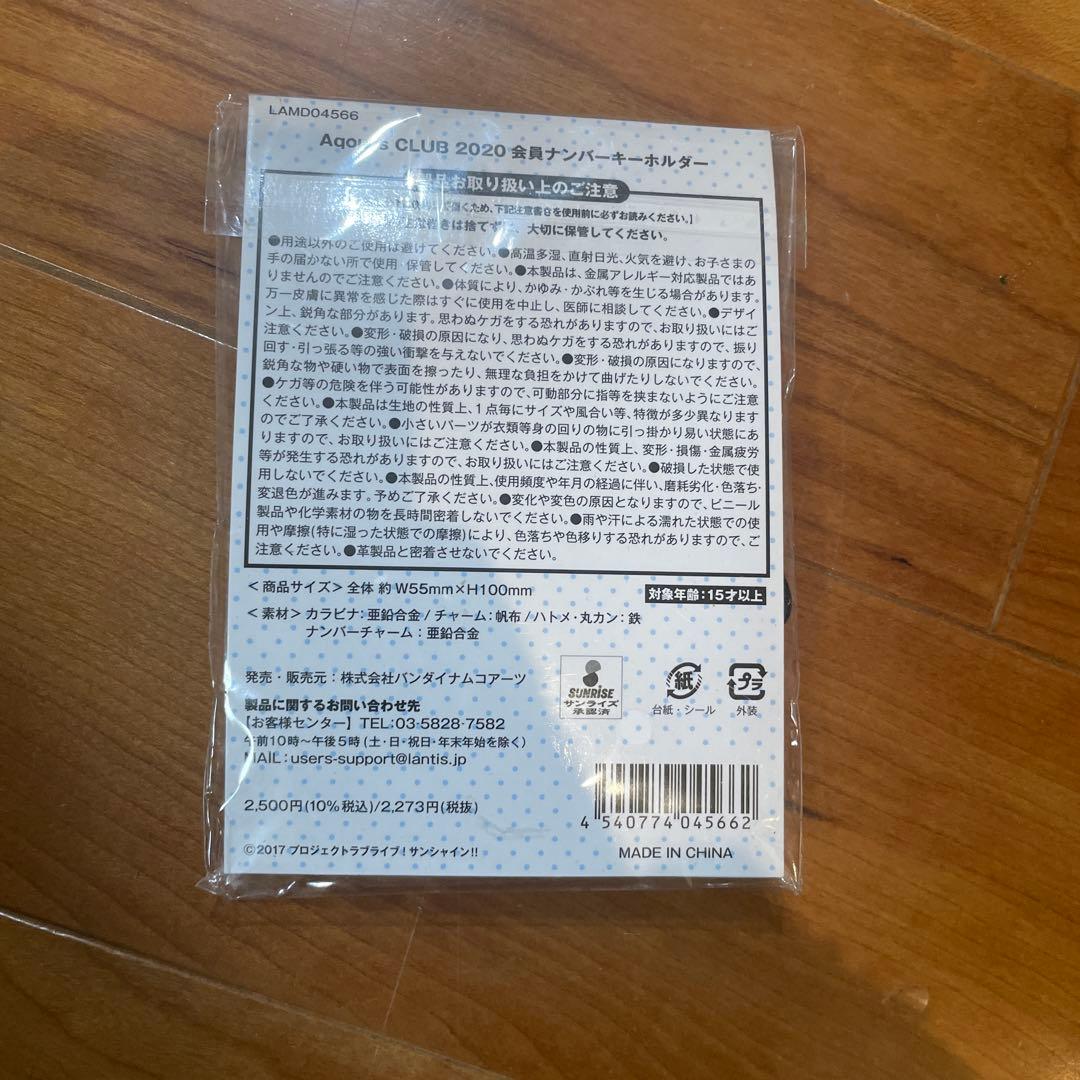 LAMD04566
CLUB 2020 会員ナンバーキーホルダー
製品お取り扱い上のご注意
ため、下記注意書きを使用前に必ずお読みください。】
は捨てず 、大切に保管してください。
●用途以外のご使用は避けてください。●高温多湿、直射日光、火気を避け、お子さまの
手の届かない所で使用・保管してください。●本製品は、金属アレルギー対応製品ではあ
りませんのでご注意ください。●体質により、かゆみ・かぶれ等を生じる場合があります。
万一皮膚に異常を感じた際はすぐに使用を中止し、医師に相談してください。●デザイ
ン上、鋭角な部分があります。思わぬケガをする恐れがありますので、お取り扱いにはご
注意ください。●変形・破損の原因になり、思わぬケガをする恐れがありますので、振り
回す・引っ張る等の強い衝撃を与えないでください。●変形・破損の原因になりますので、
鋭角な物や硬い物で表面を擦ったり、無理な負担をかけて曲げたりしないでください。
●ケガ等の危険を伴う可能性がありますので、可動部分に指等を挟まないようにご注意
ください。●本製品は生地の性質上、1点毎にサイズや風合い等、特徴が多少異なります
のでご了承ください。●小さいパーツが衣類等身の回りの物に引っ掛かり易い状態にあ
りますので、お取り扱いにはご注意ください。●本製品の性質上、変形・損傷・金属疲労
等が発生する恐れがありますので、お取り扱いにはご注意ください。●破損した状態で使
用しないでください。●本製品の性質上、使用頻度や年月の経過に伴い、磨耗劣化・色落ち・
変退色が進みます。予めご了承ください。●変化や変色の原因となりますので、ビニール
製品や化学素材の物を長時間密着しないでください。●雨や汗による濡れた状態での使
用や摩擦(特に湿った状態での摩擦)により、色落ちや色移りする恐れがありますので、ご
注意ください。●革製品と密着させないでください。
＜商品サイズ＞全体 約 W55mm×H100mm
対象年齢：15才以上
＜素材＞カラビナ：亜鉛合金 / チャーム：帆布 / ハトメ・丸カン：鉄
ナンバーチャーム：亜鉛合金
発売・販売元：株式会社バンダイナムコアーツ
製品に関するお問い合わせ先
【お客様センター】TEL：03-5828-7582
午前10時～午後5時 (土・日・祝日・年末年始を除く)
MAIL：users-support@lantis.jp
SUNRISE
サンライズ
承認済
紙
台紙・シール
プラ
外装
2,500円(10%税込)/2,273円(税抜)
4 540774 045662
©2017 プロジェクトラブライブ！サンシャイン!!
MADE IN CHINA